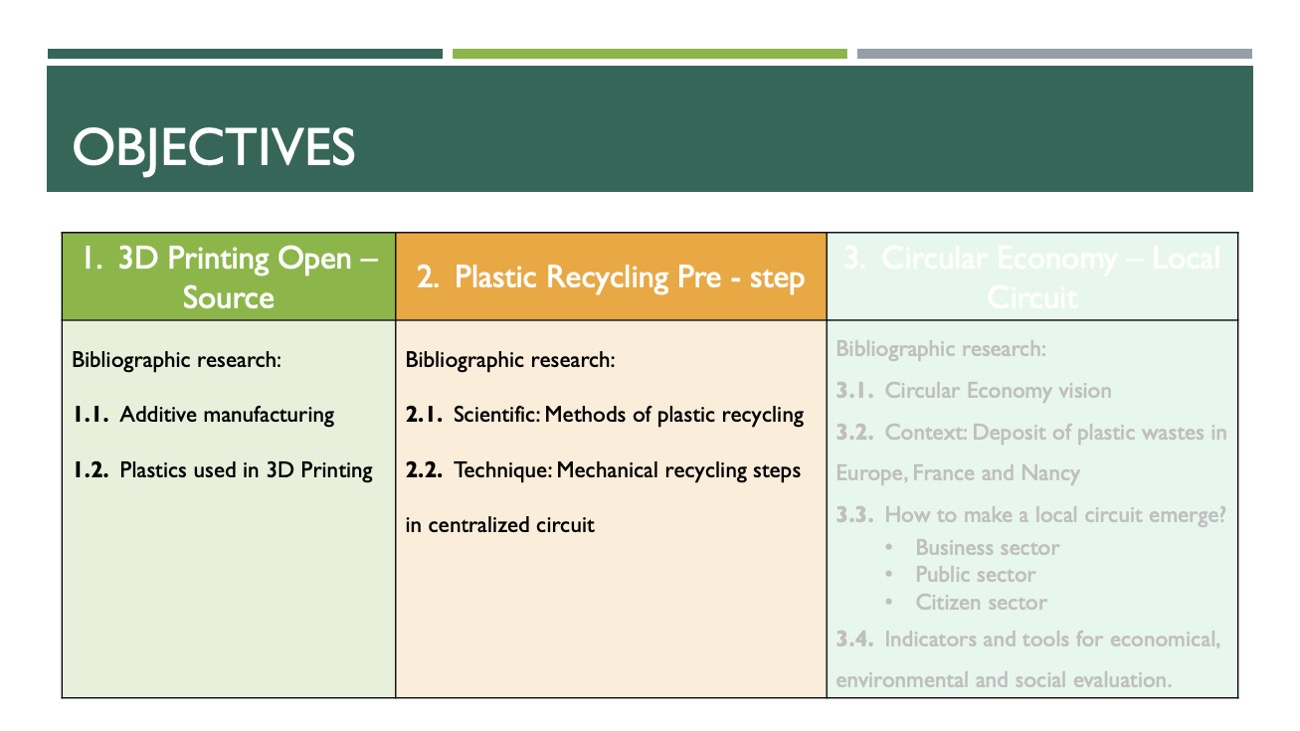 OBJECTIVES
1. 3D Printing Open –
Source
2. Plastic Recycling Pre - step
3. Circular Economy – Local
Circuit
Bibliographic research:
1.1. Additive manufacturing
1.2. Plastics used in 3D Printing
Bibliographic research:
2.1. Scientific: Methods of plastic recycling
2.2. Technique: Mechanical recycling steps
in centralized circuit
Bibliographic research:
3.1. Circular Economy vision
3.2. Context: Deposit of plastic wastes in
Europe, France and Nancy
3.3. How to make a local circuit emerge?
• Business sector
• Public sector
• Citizen sector
3.4. Indicators and tools for economical,
environmental and social evaluation.